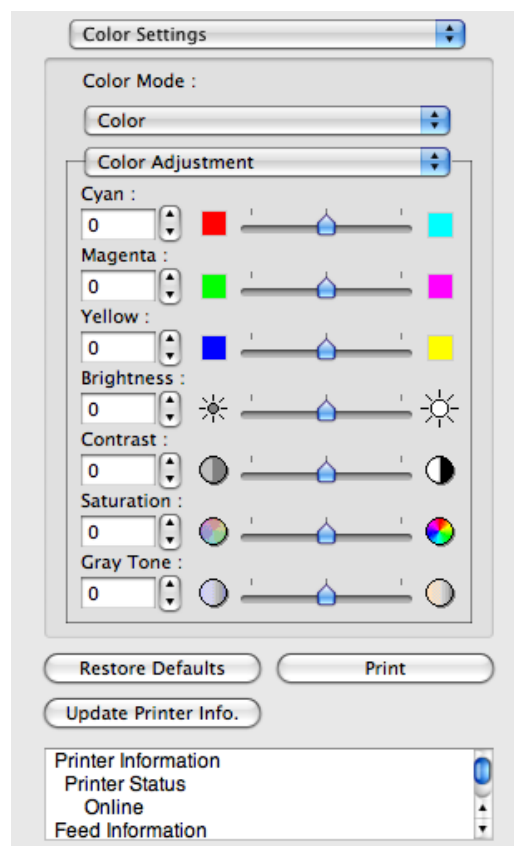 Color Settings
Color Mode :
Color
Color Adjustment
Cyan :
0
Magenta :
0
Yellow :
0
Brightness :
0
Contrast :
0
Saturation :
0
Gray Tone :
0
Restore Defaults
Print
Update Printer Info.
Printer Information
Printer Status
Online
Feed Information